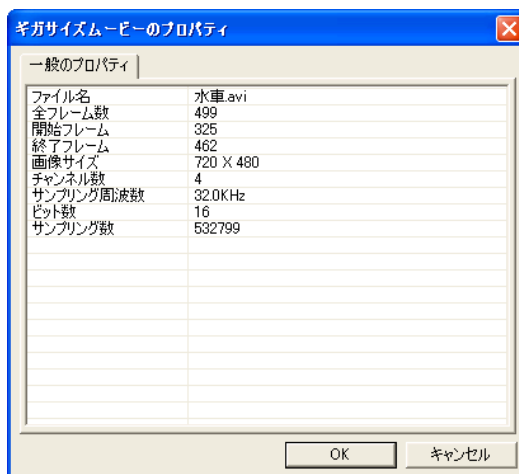 ギガサイズムービーのプロパティ
一般のプロパティ
ファイル名 水車.avi
全フレーム数 499
開始フレーム 325
終了フレーム 462
画像サイズ 720 X 480
チャンネル数 4
サンプリング周波数 32.0KHz
ビット数 16
サンプリング数 532799
OK キャンセル